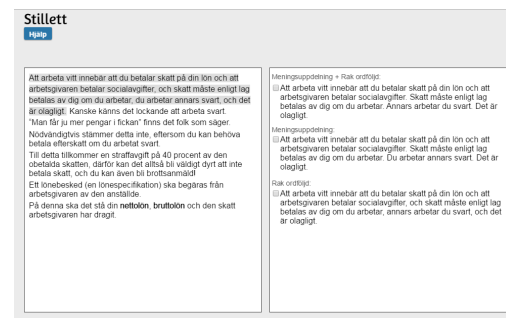 Stillett
Hjälp
Att arbeta vitt innebär att du betalar skatt på din lön och att
arbetsgivaren betalar socialavgifter, och skatt måste enligt lag
betalas av dig om du arbetar, du arbetar annars svart, och det
är olagligt. Kanske känns det lockande att arbeta svart.
"Man får ju mer pengar i fickan" finns det folk som säger.
Nödvändigtvis stämmer detta inte, eftersom du kan behöva
betala efterskatt om du arbetat svart.
Till detta tillkommer en straffavgift på 40 procent av den
obetalda skatten, därför kan det alltså bli väldigt dyrt att inte
betala skatt, och du kan även bli brottsanmäld!
Ett lönebesked (en lönespecifikation) ska begäras från
arbetsgivaren av den anställde.
På denna ska det stå din nettolön, bruttolön och den skatt
arbetsgivaren har dragit.
Meningsuppdelning + Rak ordföljd:
Att arbeta vitt innebär att du betalar skatt på din lön och att
arbetsgivaren betalar socialavgifter. Skatt måste enligt lag
betalas av dig om du arbetar. Annars arbetar du svart. Det är
olagligt.
Meningsuppdelning:
Att arbeta vitt innebär att du betalar skatt på din lön och att
arbetsgivaren betalar socialavgifter. Skatt måste enligt lag
betalas av dig om du arbetar. Du arbetar annars svart. Det är
olagligt.
Rak ordföljd:
Att arbeta vitt innebär att du betalar skatt på din lön och att
arbetsgivaren betalar socialavgifter, och skatt måste enligt lag
betalas av dig om du arbetar, annars arbetar du svart, och det
är olagligt.